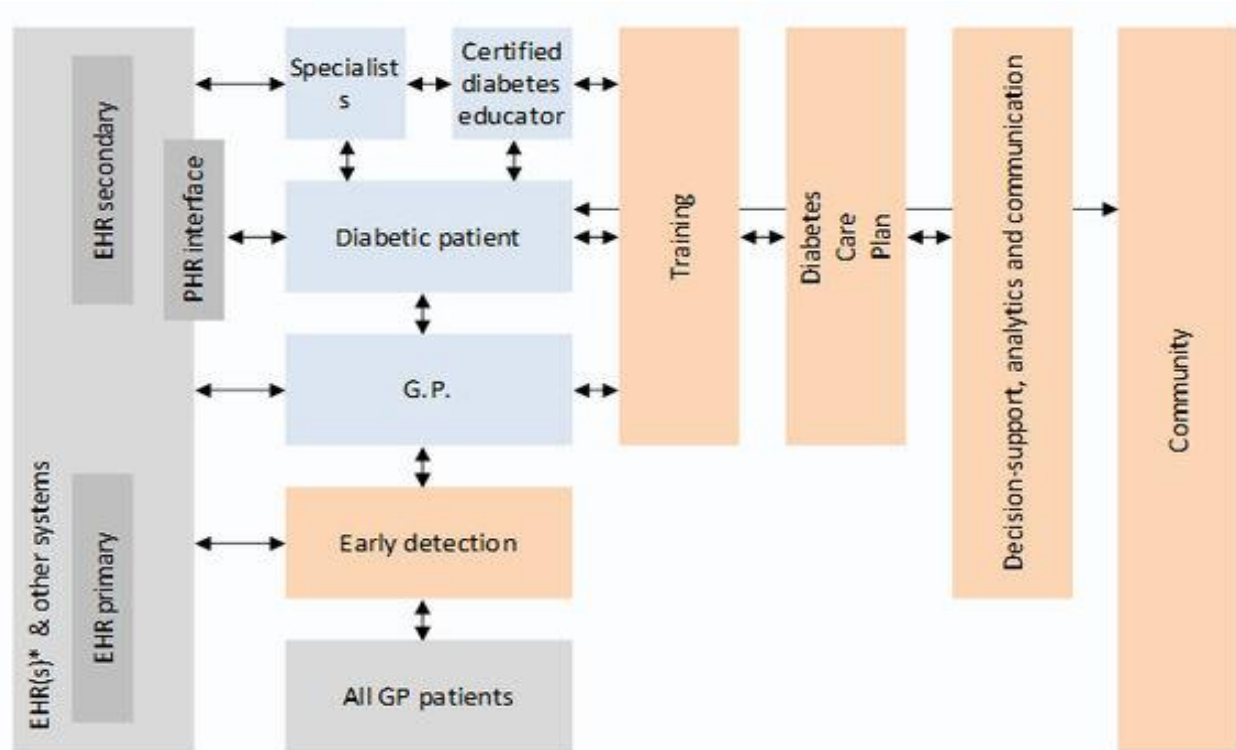 EHR(s)* & other systems
EHR secondary
EHR primary
PHR interface
Specialist
s
Certified
diabetes
educator
Diabetic patient
G.P.
Early detection
All GP patients
Training
Diabetes
Care
Plan
Decision-support, analytics and communication
Community